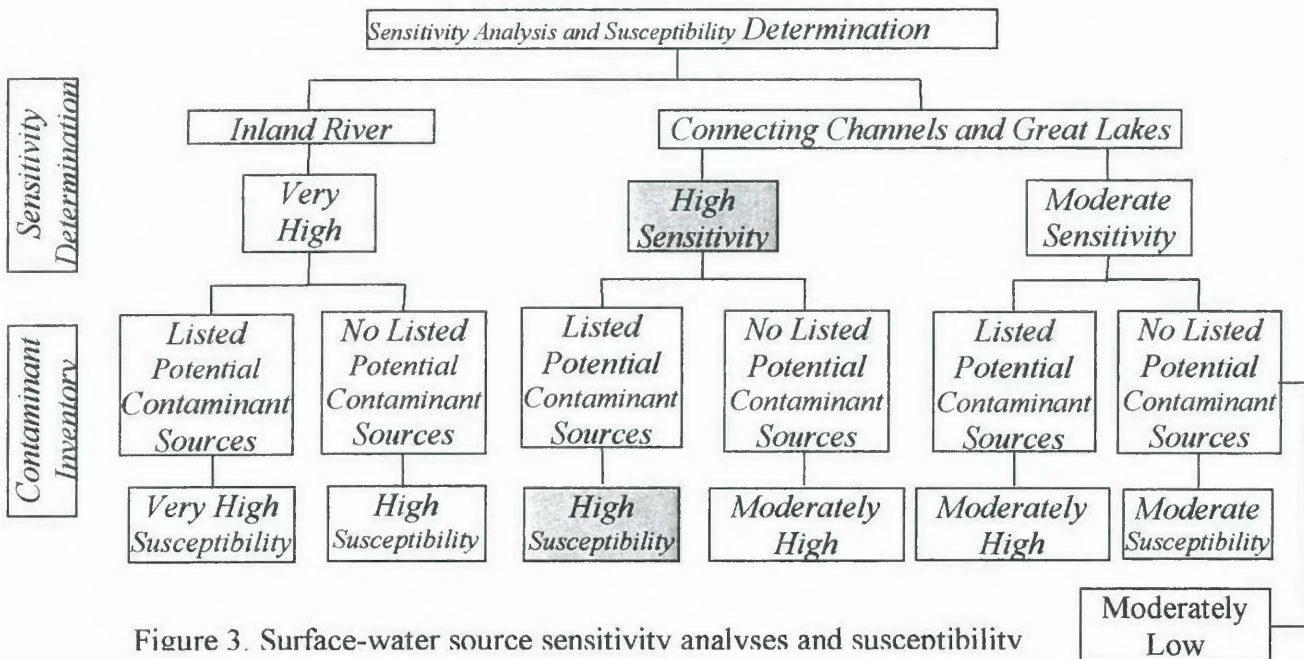 Sensitivity Analysis and Susceptibility Determination
Sensitivity
Determination
Inland River
Connecting Channels and Great Lakes
Very
High
High
Sensitivity
Moderate
Sensitivity
Contaminant
Inventory
Listed
Potential
Contaminant
Sources
No Listed
Potential
Contaminant
Sources
Listed
Potential
Contaminant
Sources
No Listed
Potential
Contaminant
Sources
Listed
Potential
Contaminant
Sources
No Listed
Potential
Contaminant
Sources
Very High
Susceptibility
High
Susceptibility
High
Susceptibility
Moderately
High
Moderately
High
Moderate
Susceptibility
Moderately
Low
Figure 3. Surface-water source sensitivity analyses and susceptibility